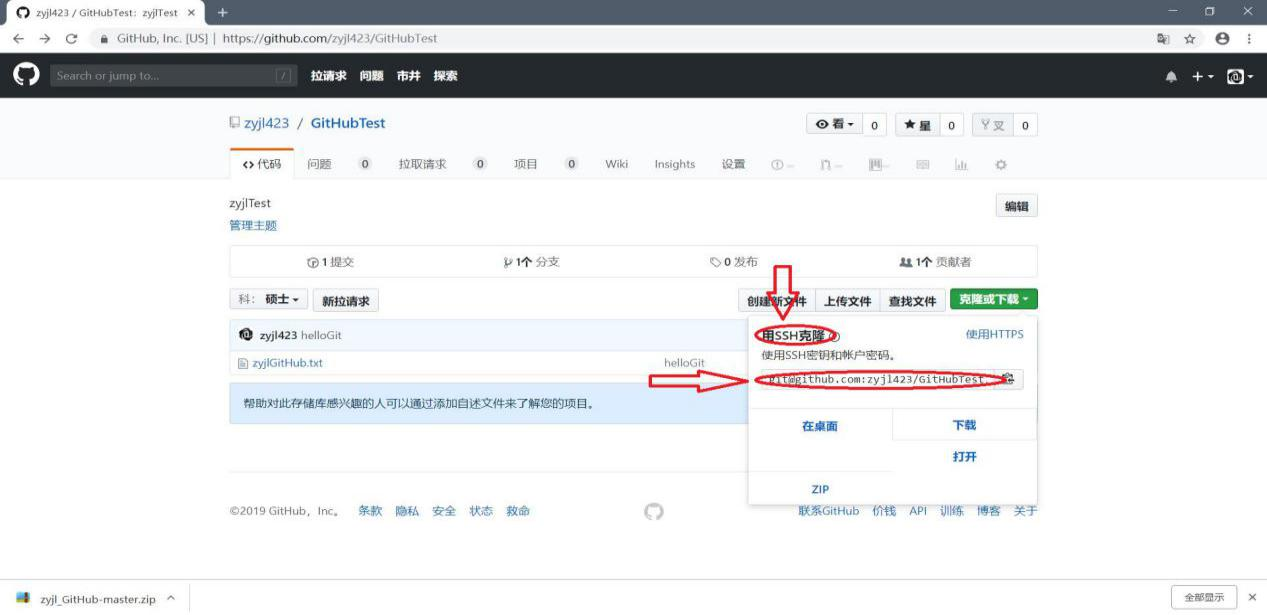 zyjl423 / GitHubTest: zyjlTest
GitHub, Inc. [US] | https://github.com/zyjl423/GitHubTest
Search or jump to... / 拉请求 问题 市井 探索
zyjl423 / GitHubTest 看 0 星 0 叉 0
代码 问题 0 拉取请求 0 项目 0 Wiki Insights 设置
zyjlTest 编辑
管理主题
1 提交 1个 分支 0 发布 1个 贡献者
科: 硕士 新拉请求 创建新文件 上传文件 查找文件 克隆或下载
zyjl423 helloGit
zyjlGitHub.txt helloGit
帮助对此存储库感兴趣的人可以通过添加自述文件来了解您的项目。
用SSH克隆 使用HTTPS
使用SSH密钥和帐户密码。
git@github.com:zyjl423/GitHubTest.
在桌面 下载
打开
ZIP
©2019 GitHub, Inc。 条款 隐私 安全 状态 救命 联系GitHub 价钱 API 训练 博客 关于
zyjl_GitHub-master.zip 全部显示